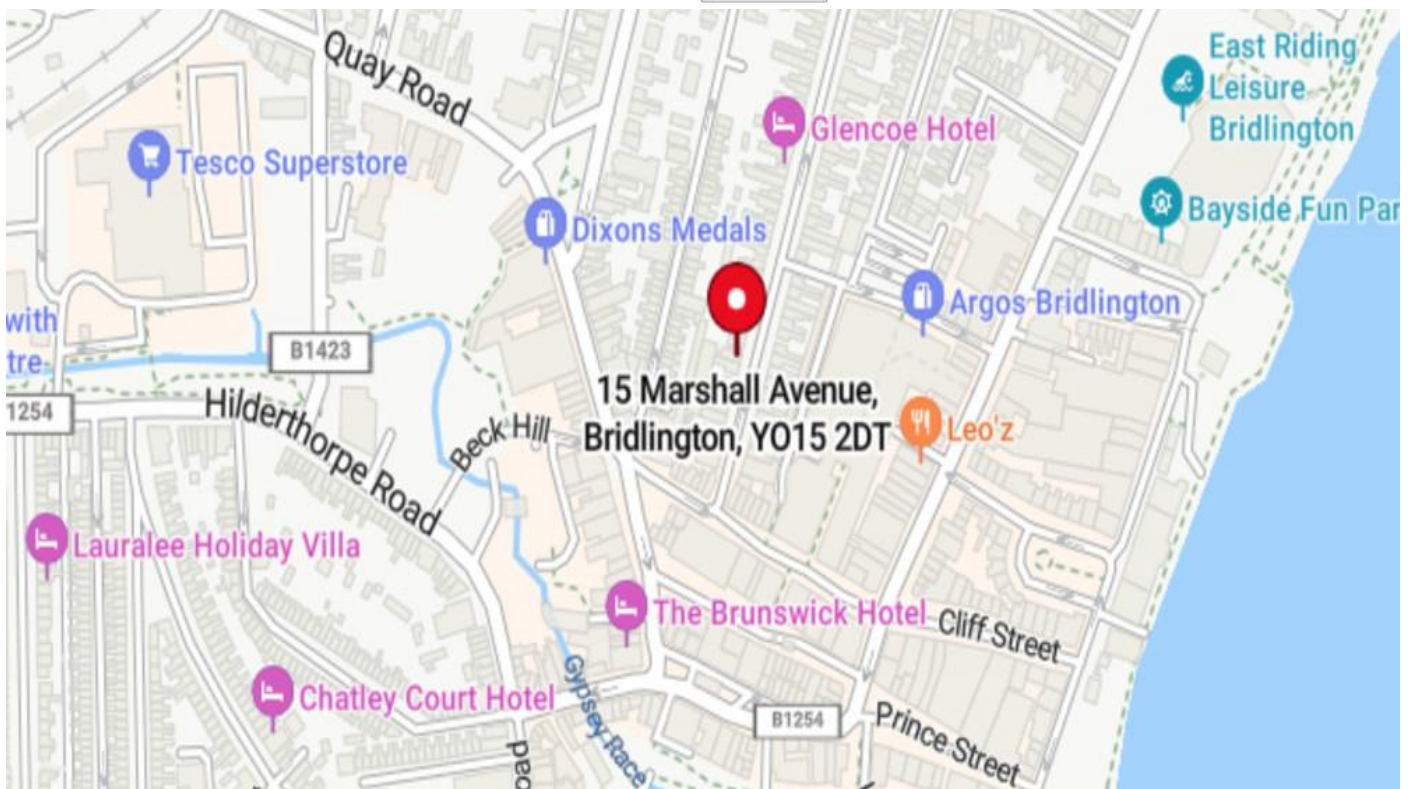 Quay Road
East Riding
Leisure
Bridlington
Glencoe Hotel
Tesco Superstore
Bayside Fun Par
Dixons Medals
Argos Bridlington
with
tre
B1423
15 Marshall Avenue,
Bridlington, YO15 2DT
1254
Hilderthorpe Road
Beck Hill
Leo'z
Lauralee Holiday Villa
The Brunswick Hotel
Cliff Street
Chatley Court Hotel
Gypsey Race
B1254
Prince Street
oad